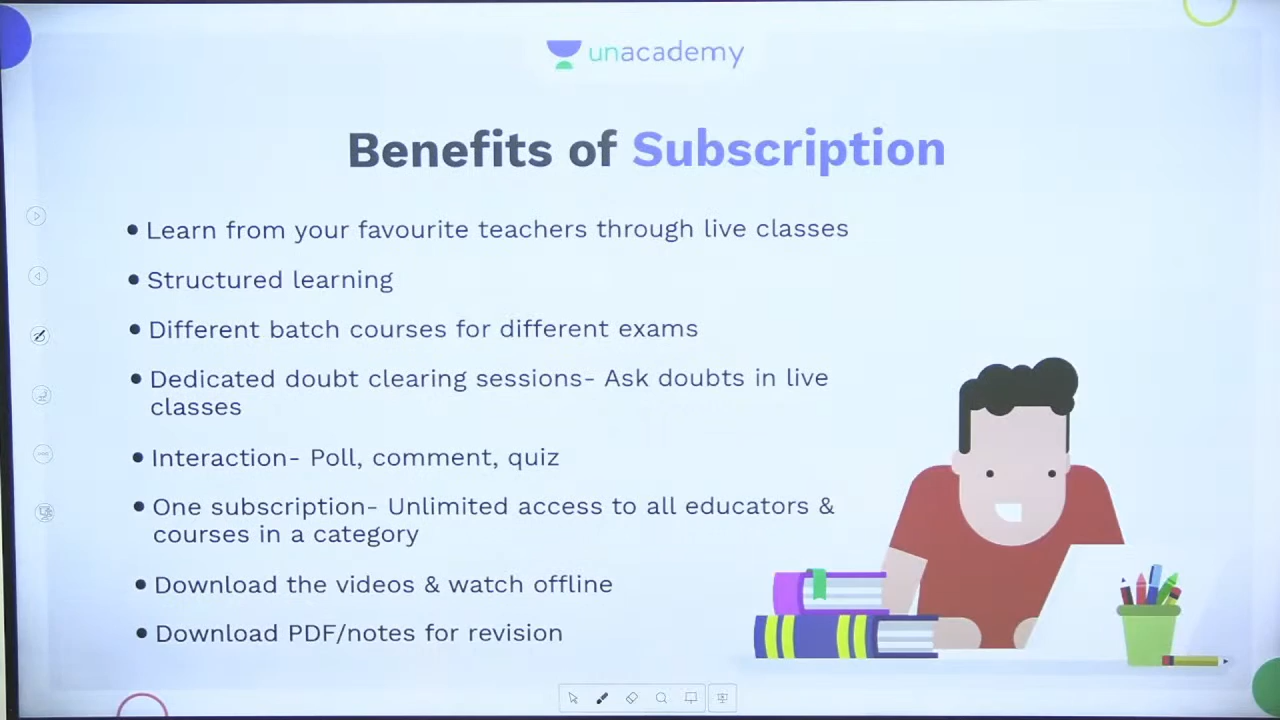 unacademy
Benefits of Subscription
• Learn from your favourite teachers through live classes
• Structured learning
• Different batch courses for different exams
• Dedicated doubt clearing sessions- Ask doubts in live
classes
• Interaction- Poll, comment, quiz
• One subscription- Unlimited access to all educators &
courses in a category
• Download the videos & watch offline
• Download PDF/notes for revision